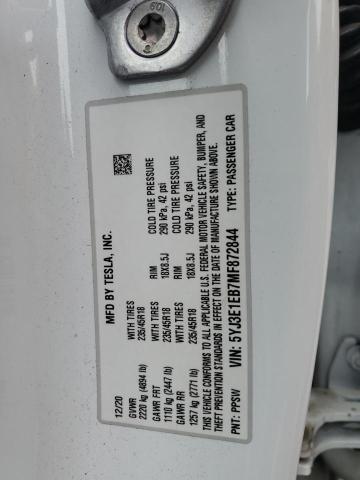 109
MFD BY TESLA, INC.
12/20
GVWR
2220 kg (4894 lb)
GAWR FRT
1110 kg (2447 lb)
GAWR RR
1257 kg (2771 lb)
WITH TIRES
235/45R18
WITH TIRES
235/45R18
RIM
18X8.5J
RIM
18X8.5J
COLD TIRE PRESSURE
290 kPa, 42 psi
COLD TIRE PRESSURE
290 kPa, 42 psi
THIS VEHICLE CONFORMS TO ALL APPLICABLE U.S. FEDERAL MOTOR VEHICLE SAFETY, BUMPER, AND
THEFT PREVENTION STANDARDS IN EFFECT ON THE DATE OF MANUFACTURE SHOWN ABOVE.
VIN: 5YJ3E1EB7MF872844
PNT: PPSW
TYPE: PASSENGER CAR